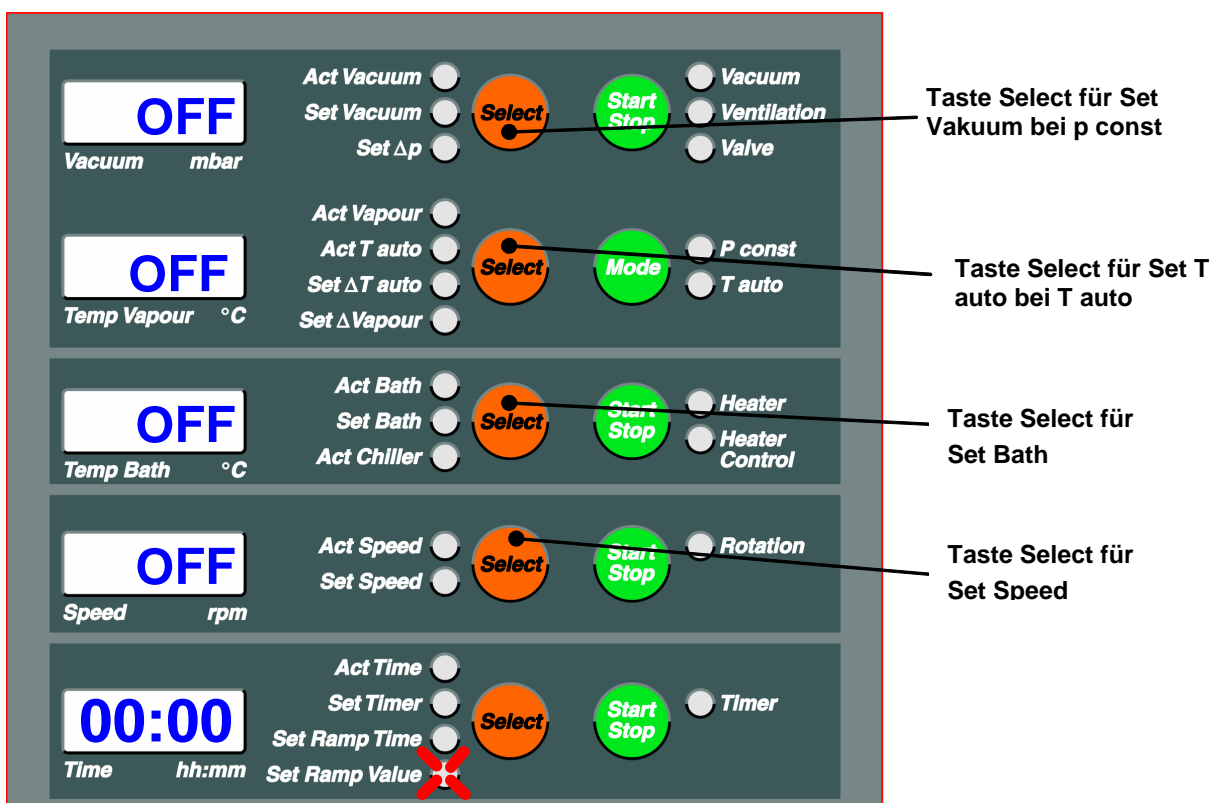 OFF
Vacuum mbar
Act Vacuum
Set Vacuum
Set Δp
Select
Start
Stop
Vacuum
Ventilation
Valve
Taste Select für Set
Vakuum bei p const
OFF
Temp Vapour °C
Act Vapour
Act T auto
Set ΔT auto
Set ΔVapour
Select
Mode
P const
T auto
Taste Select für Set T
auto bei T auto
OFF
Temp Bath °C
Act Bath
Set Bath
Act Chiller
Select
Start
Stop
Heater
Heater
Control
Taste Select für
Set Bath
OFF
Speed rpm
Act Speed
Set Speed
Select
Start
Stop
Rotation
Taste Select für
Set Speed
00:00
Time hh:mm
Act Time
Set Timer
Set Ramp Time
Set Ramp Value
Select
Start
Stop
Timer